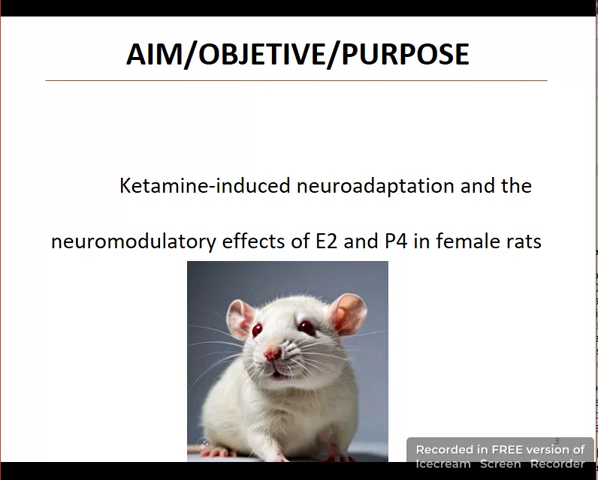 AIM/OBJETIVE/PURPOSE
Ketamine-induced neuroadaptation and the
neuromodulatory effects of E2 and P4 in female rats
Recorded in FREE version of
Icecream Screen Recorder